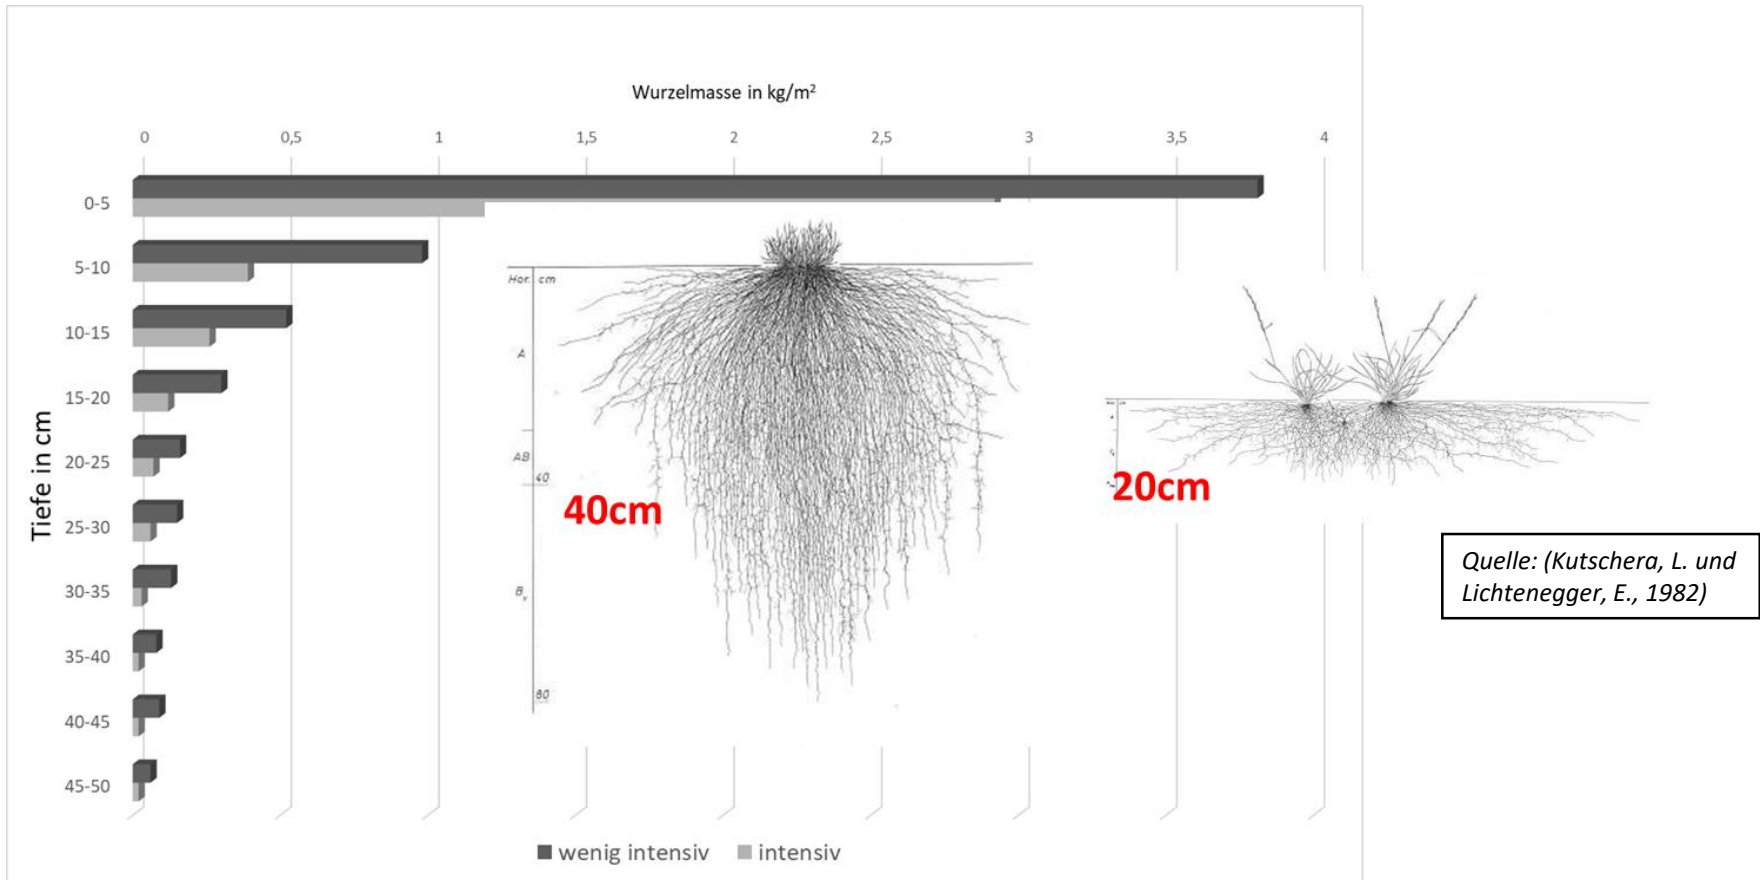 Wurzelmasse in kg/m²
0 0,5 1 1,5 2 2,5 3 3,5 4
Tiefe in cm
0-5
5-10
10-15
15-20
20-25
25-30
30-35
35-40
40-45
45-50
Hor. cm
A
AB
40
B
v
80
40cm
20cm
Quelle: (Kutschera, L. und
Lichtenegger, E., 1982)
wenig intensiv intensiv